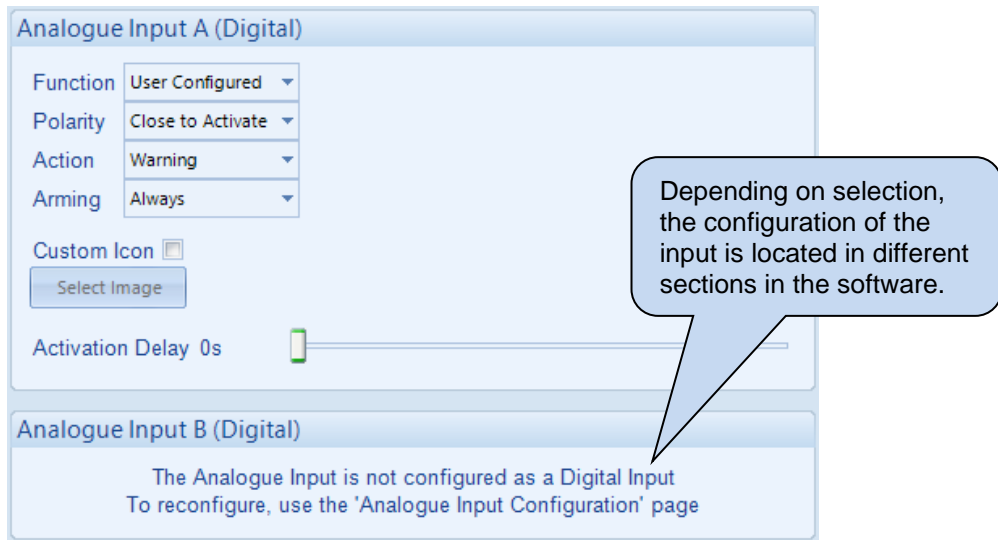 Analogue Input A (Digital)
Function User Configured
Polarity Close to Activate
Action Warning
Arming Always
Custom Icon
Select Image
Activation Delay 0s
Depending on selection,
the configuration of the
input is located in different
sections in the software.
Analogue Input B (Digital)
The Analogue Input is not configured as a Digital Input
To reconfigure, use the 'Analogue Input Configuration' page